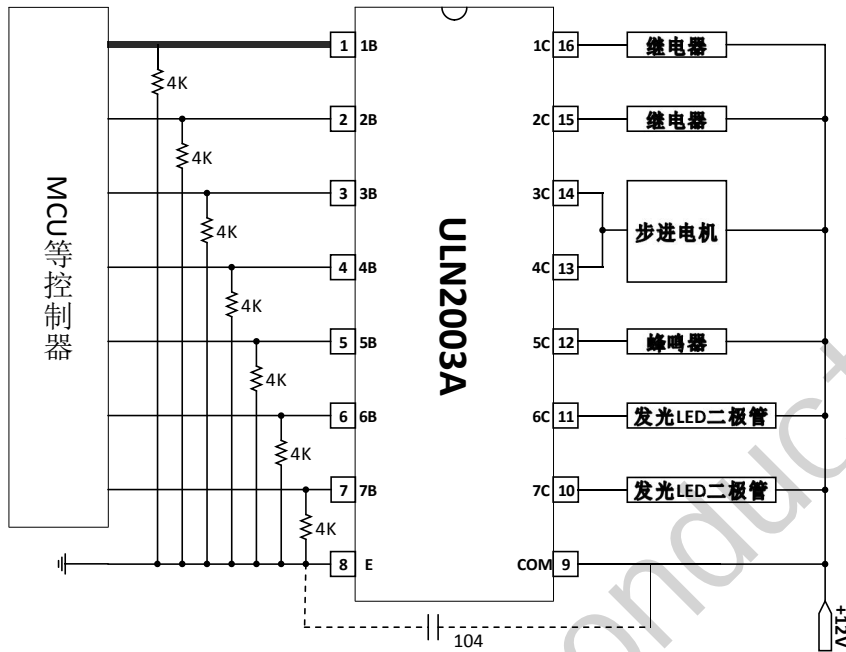 MCU等控制器
4K
4K
4K
4K
4K
4K
4K
ULN2003A
1 1B
2 2B
3 3B
4 4B
5 5B
6 6B
7 7B
8 E
1C 16
2C 15
3C 14
4C 13
5C 12
6C 11
7C 10
COM 9
继电器
继电器
步进电机
蜂鸣器
发光LED二极管
发光LED二极管
104
+12V
onduct